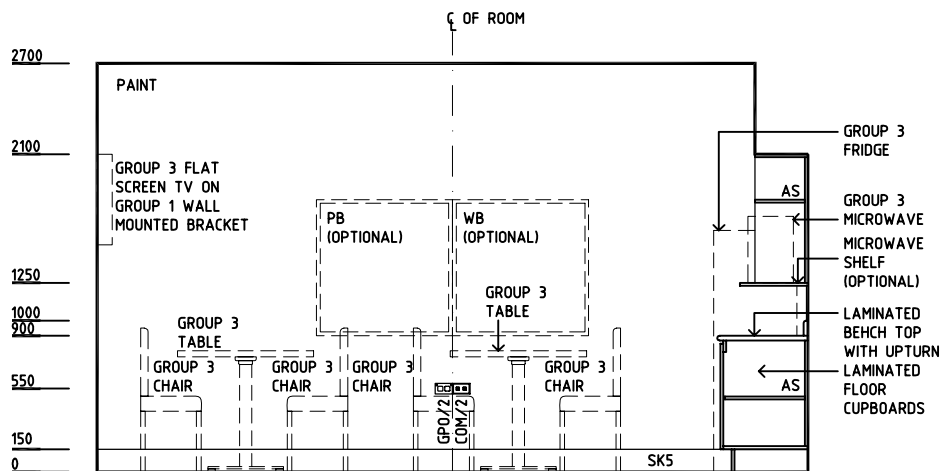 ℄ OF ROOM
2700
PAINT
2100
GROUP 3 FLAT
SCREEN TV ON
GROUP 1 WALL
MOUNTED BRACKET
PB
(OPTIONAL)
WB
(OPTIONAL)
GROUP 3
FRIDGE
AS
GROUP 3
MICROWAVE
MICROWAVE
SHELF
(OPTIONAL)
1250
1000
900
GROUP 3
TABLE
GROUP 3
TABLE
LAMINATED
BEHCH TOP
WITH UPTURN
LAMINATED
FLOOR
CUPBOARDS
GROUP 3
CHAIR
GROUP 3
CHAIR
GROUP 3
CHAIR
GROUP 3
CHAIR
AS
550
GPO/2
COM/2
150
SK5
0